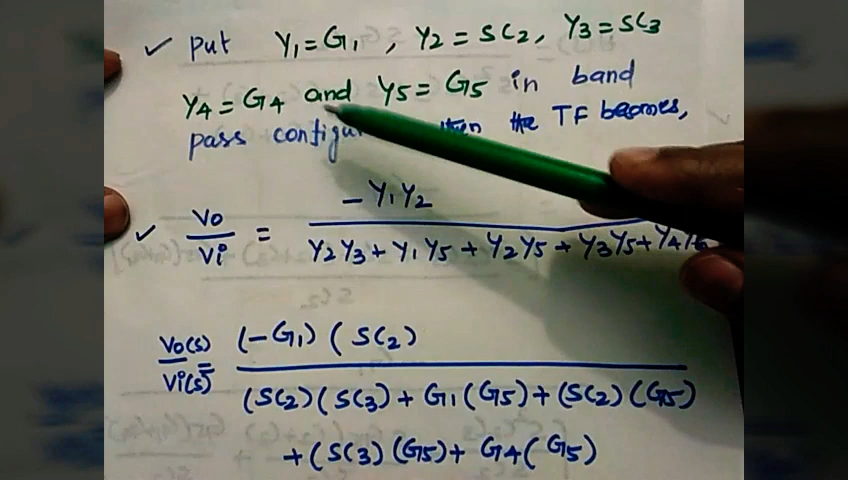 ✓ put Y1 = G1 , Y2 = SC2, Y3 = SC3
Y4 = G4 and Y5 = G5 in band
pass the TF becomes,
✓ Vo/Vi = -Y1Y2 / Y2Y3 + Y1Y5 + Y2Y5 + Y3Y5 +
Vo(s)/Vi(s) = (-G1) ( SC2) / (SC2)(SC3) + G1(G5) + (SC2)(G5)
+ (SC3)(G5) + G4(G5)